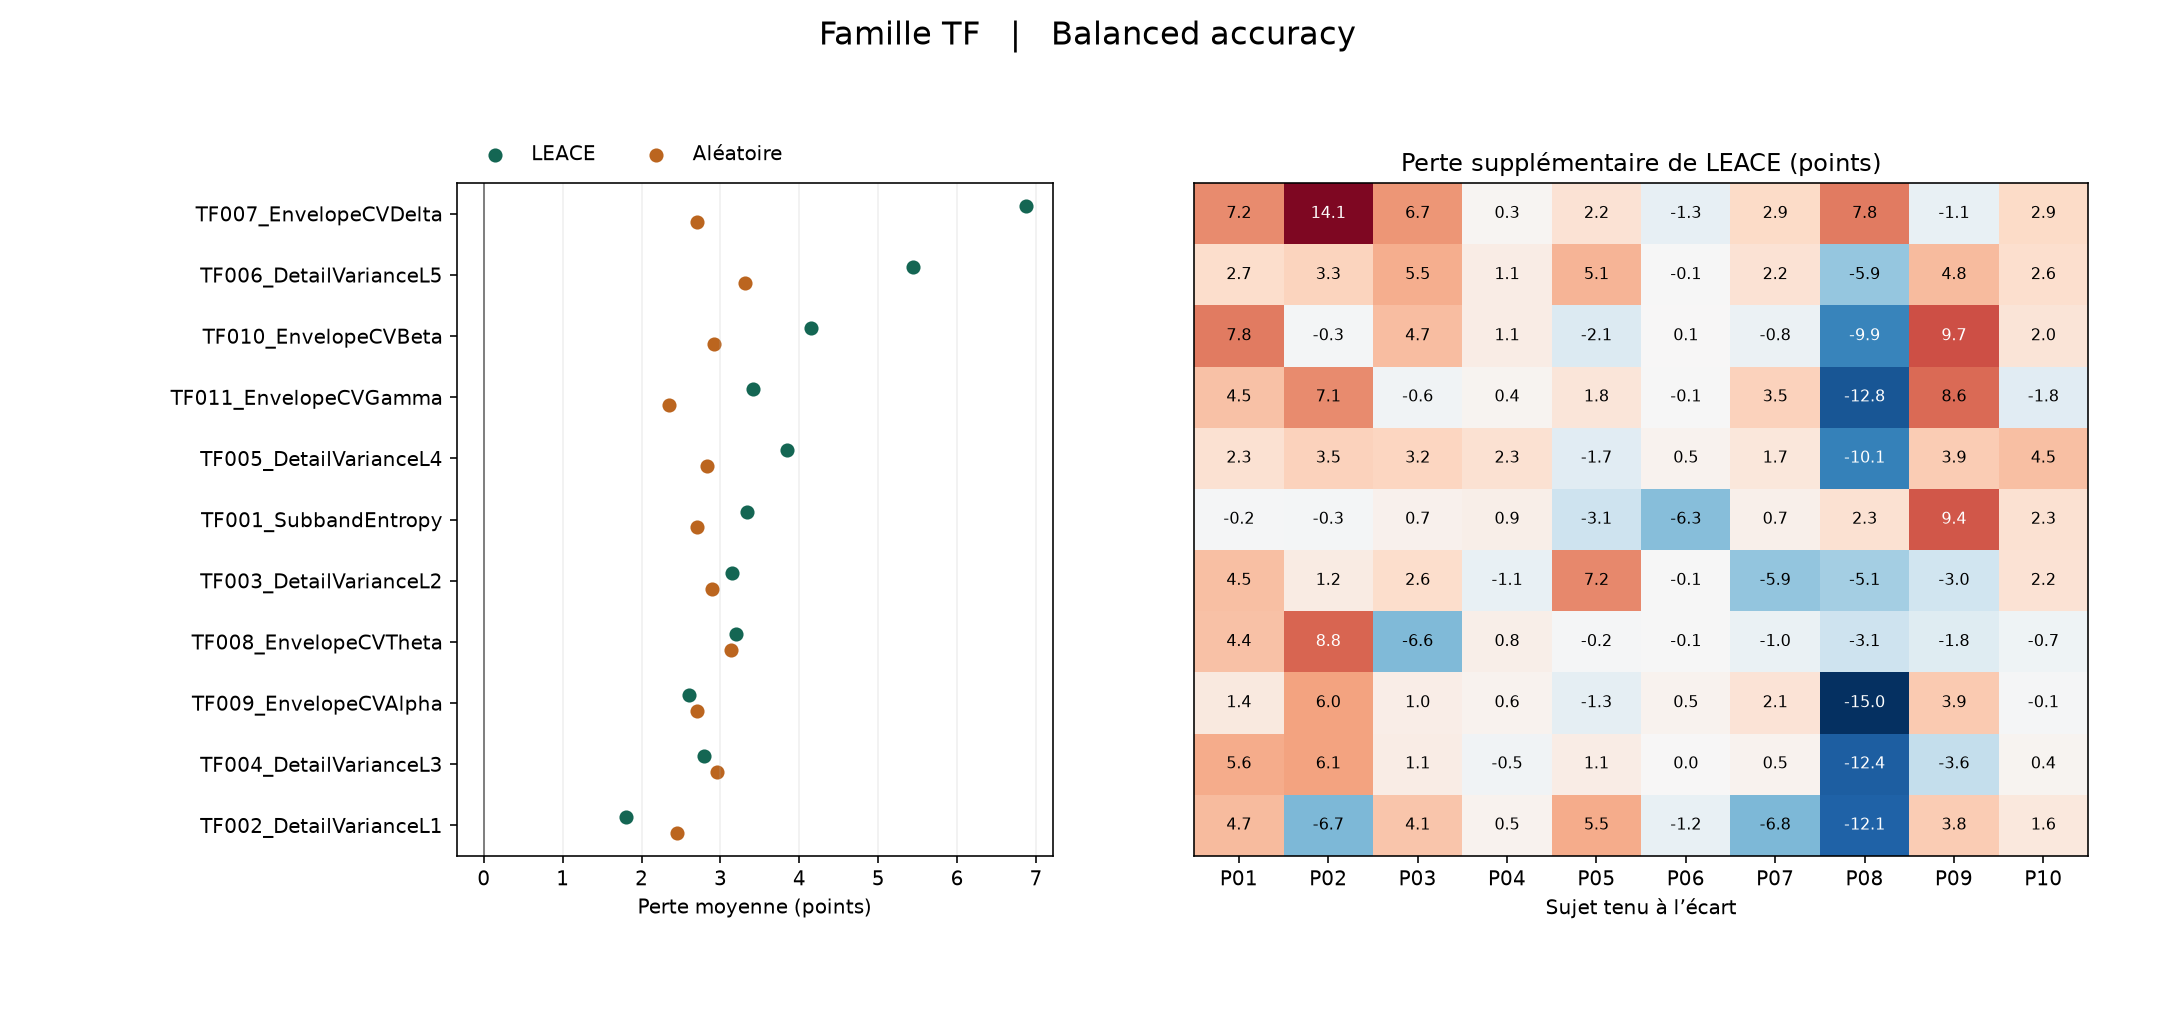 Famille TF | Balanced accuracy
LEACE Aléatoire
TF007_EnvelopeCVDelta
TF006_DetailVarianceL5
TF010_EnvelopeCVBeta
TF011_EnvelopeCVGamma
TF005_DetailVarianceL4
TF001_SubbandEntropy
TF003_DetailVarianceL2
TF008_EnvelopeCVTheta
TF009_EnvelopeCVAlpha
TF004_DetailVarianceL3
TF002_DetailVarianceL1
0 1 2 3 4 5 6 7
Perte moyenne (points)
Perte supplémentaire de LEACE (points)
7.2 14.1 6.7 0.3 2.2 -1.3 2.9 7.8 -1.1 2.9
2.7 3.3 5.5 1.1 5.1 -0.1 2.2 -5.9 4.8 2.6
7.8 -0.3 4.7 1.1 -2.1 0.1 -0.8 -9.9 9.7 2.0
4.5 7.1 -0.6 0.4 1.8 -0.1 3.5 -12.8 8.6 -1.8
2.3 3.5 3.2 2.3 -1.7 0.5 1.7 -10.1 3.9 4.5
-0.2 -0.3 0.7 0.9 -3.1 -6.3 0.7 2.3 9.4 2.3
4.5 1.2 2.6 -1.1 7.2 -0.1 -5.9 -5.1 -3.0 2.2
4.4 8.8 -6.6 0.8 -0.2 -0.1 -1.0 -3.1 -1.8 -0.7
1.4 6.0 1.0 0.6 -1.3 0.5 2.1 -15.0 3.9 -0.1
5.6 6.1 1.1 -0.5 1.1 0.0 0.5 -12.4 -3.6 0.4
4.7 -6.7 4.1 0.5 5.5 -1.2 -6.8 -12.1 3.8 1.6
P01 P02 P03 P04 P05 P06 P07 P08 P09 P10
Sujet tenu à l’écart